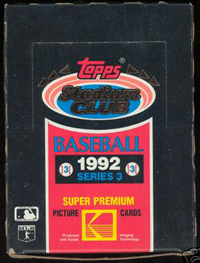 Topps®
Stadium
CLUB
BASEBALL
3 1992 3
SERIES 3
SUPER PREMIUM
PICTURE CARDS
Produced with Kodak Imaging Technology